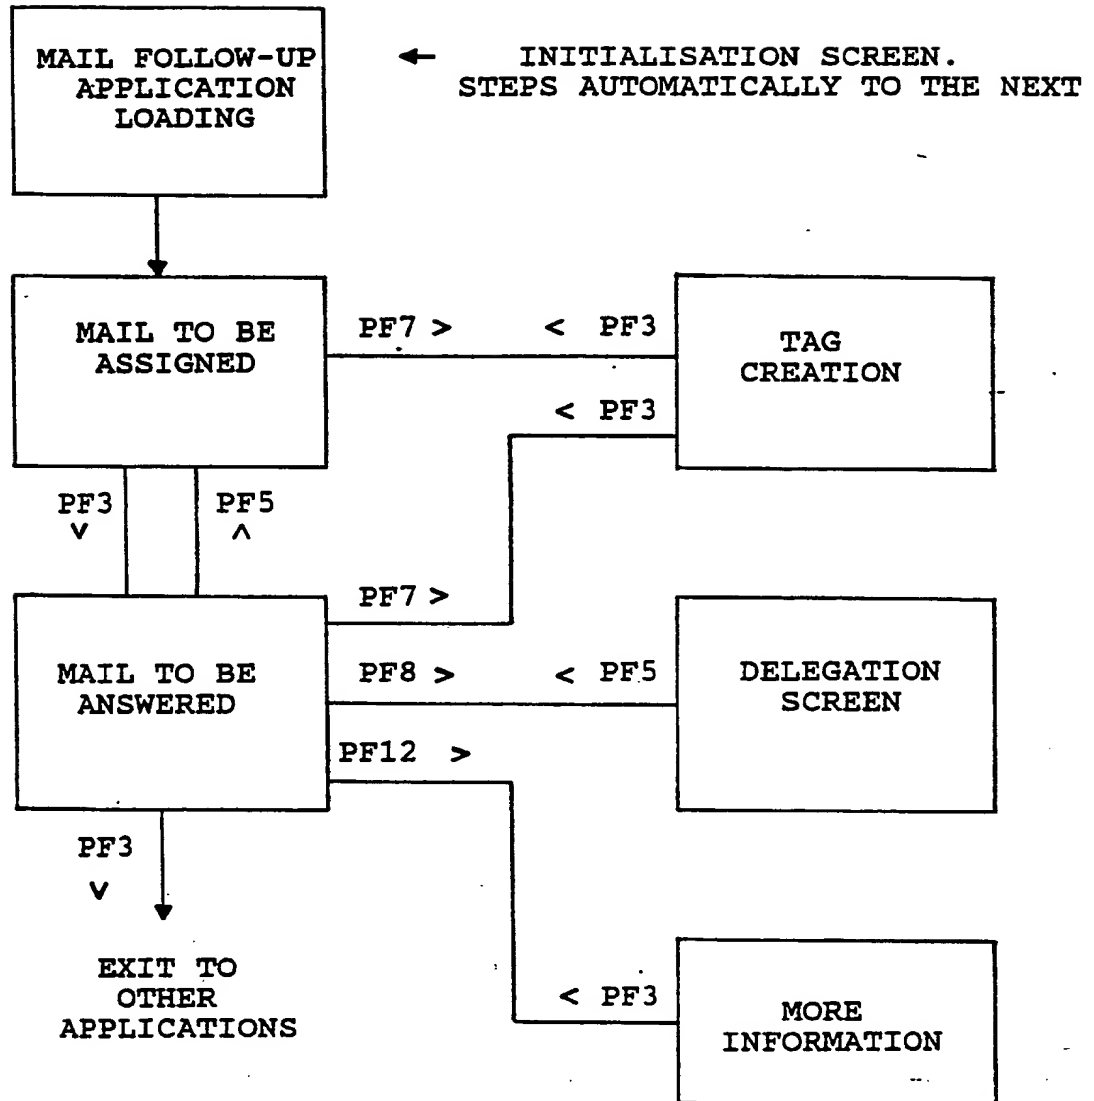 MAIL FOLLOW-UP
APPLICATION
LOADING
← INITIALISATION SCREEN.
STEPS AUTOMATICALLY TO THE NEXT
MAIL TO BE
ASSIGNED
PF7 >
< PF3
TAG
CREATION
< PF3
PF3
v
PF5
^
PF7 >
MAIL TO BE
ANSWERED
PF8 >
< PF5
DELEGATION
SCREEN
PF12 >
PF3
v
EXIT TO
OTHER
APPLICATIONS
< PF3
MORE
INFORMATION